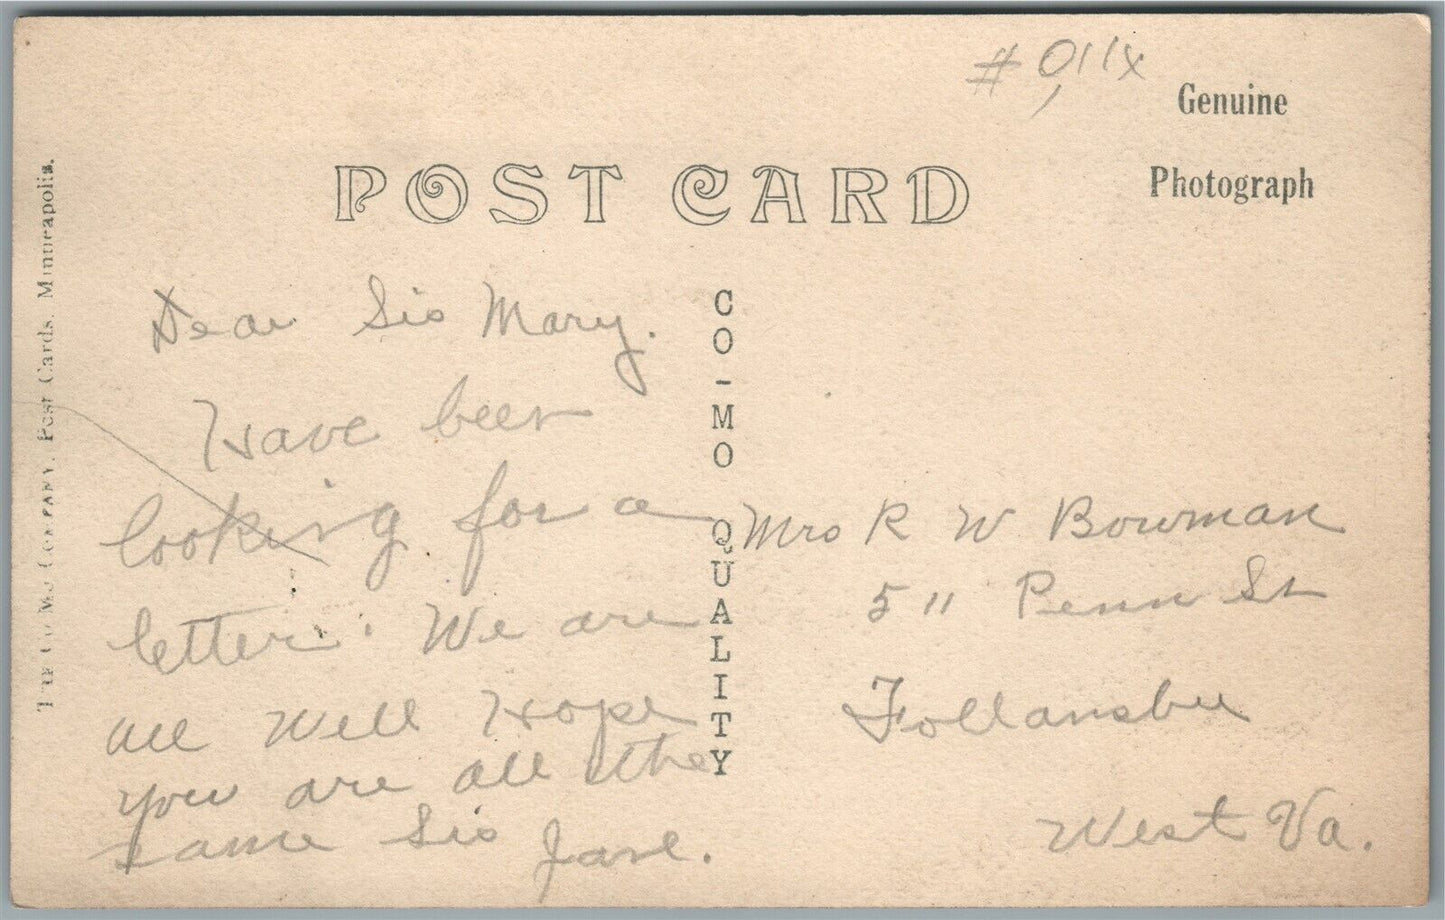 Genuine
Photograph
POST CARD
THE CO-MO COMPANY, Post Cards, Minneapolis.
CO-MO QUALITY
Dear Sis Mary.
Have been
looking for a
letter. We are
all well Hope
you are all the
same Sis Jane.
Mrs R W Bowman
511 Penn St
Follansbee
West Va.